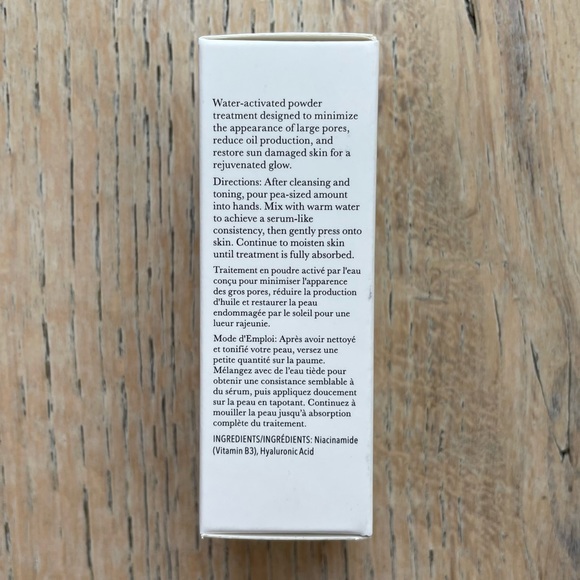 Water-activated powder
treatment designed to minimize
the appearance of large pores,
reduce oil production, and
restore sun damaged skin for a
rejuvenated glow.
Directions: After cleansing and
toning, pour pea-sized amount
into hands. Mix with warm water
to achieve a serum-like
consistency, then gently press onto
skin. Continue to moisten skin
until treatment is fully absorbed.
Traitement en poudre activé par l'eau
conçu pour minimiser l'apparence
des gros pores, réduire la production
d'huile et restaurer la peau
endommagée par le soleil pour une
lueur rajeunie.
Mode d'Emploi: Après avoir nettoyé
et tonifié votre peau, versez une
petite quantité sur la paume.
Mélangez avec de l'eau tiède pour
obtenir une consistance semblable à
du sérum, puis appliquez doucement
sur la peau en tapotant. Continuez à
mouiller la peau jusqu'à absorption
complète du traitement.
INGREDIENTS/INGRÉDIENTS: Niacinamide
(Vitamin B3), Hyaluronic Acid